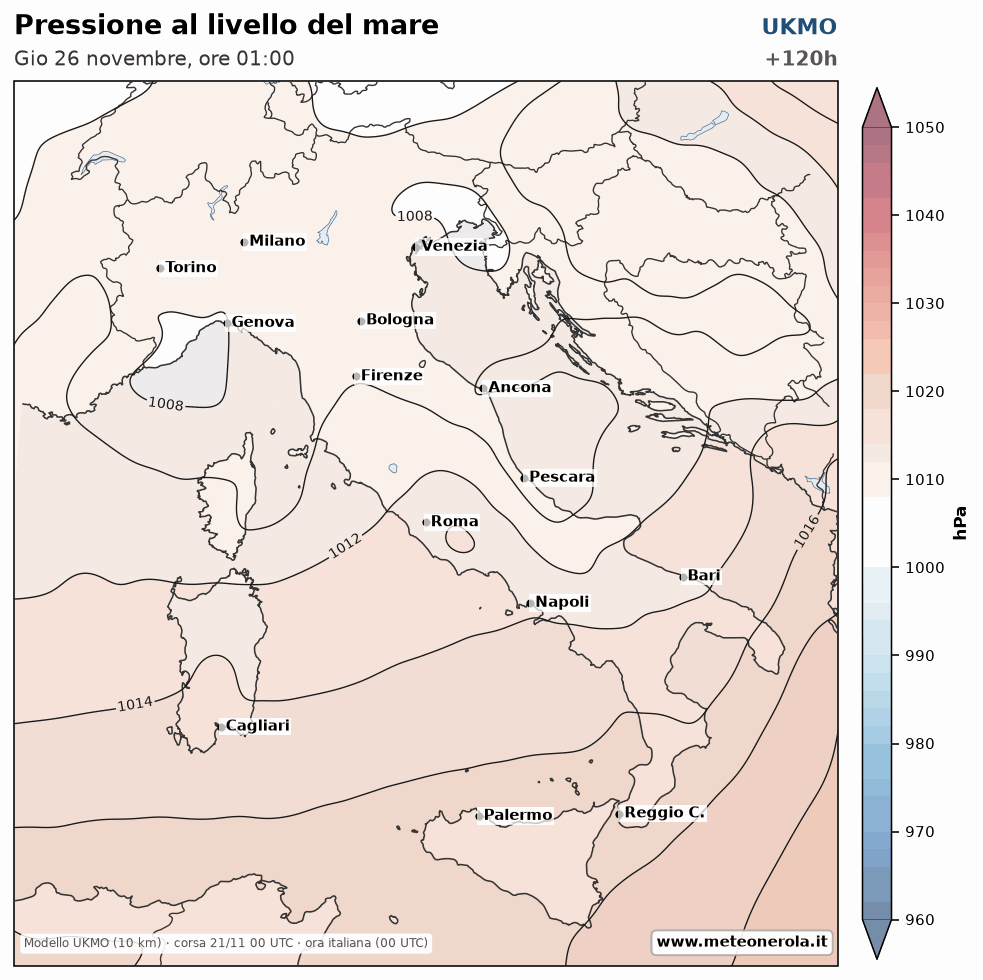 Pressione al livello del mare
UKMO
Gio 26 novembre, ore 01:00
+120h
1050
1040
1030
1020
1010
1000
990
980
970
960
hPa
1008
Venezia
Milano
Torino
Genova
Bologna
Firenze
Ancona
1008
Pescara
Roma
1012
1016
Bari
Napoli
1014
Cagliari
Palermo
Reggio C.
Modello UKMO (10 km) · corsa 21/11 00 UTC · ora italiana (00 UTC)
www.meteonerola.it